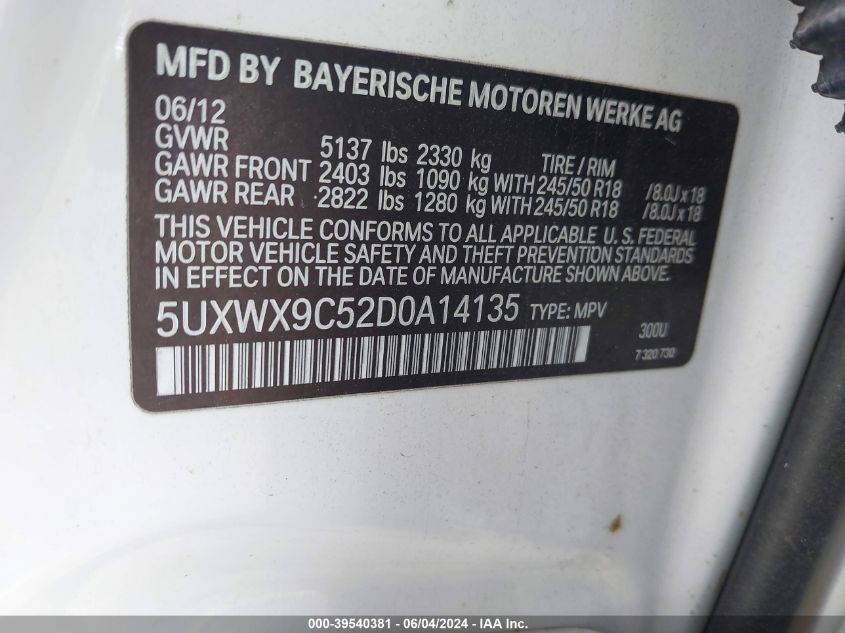 MFD BY BAYERISCHE MOTOREN WERKE AG
06/12
GVWR 5137 lbs 2330 kg TIRE / RIM
GAWR FRONT 2403 lbs 1090 kg WITH 245/50 R18 /8.0J x 18
GAWR REAR 2822 lbs 1280 kg WITH 245/50 R18 /8.0J x 18
THIS VEHICLE CONFORMS TO ALL APPLICABLE U. S. FEDERAL
MOTOR VEHICLE SAFETY AND THEFT PREVENTION STANDARDS
IN EFFECT ON THE DATE OF MANUFACTURE SHOWN ABOVE.
5UXWX9C52D0A14135 TYPE: MPV
300U
7 320 730
000-39540381 - 06/04/2024 - IAA Inc.